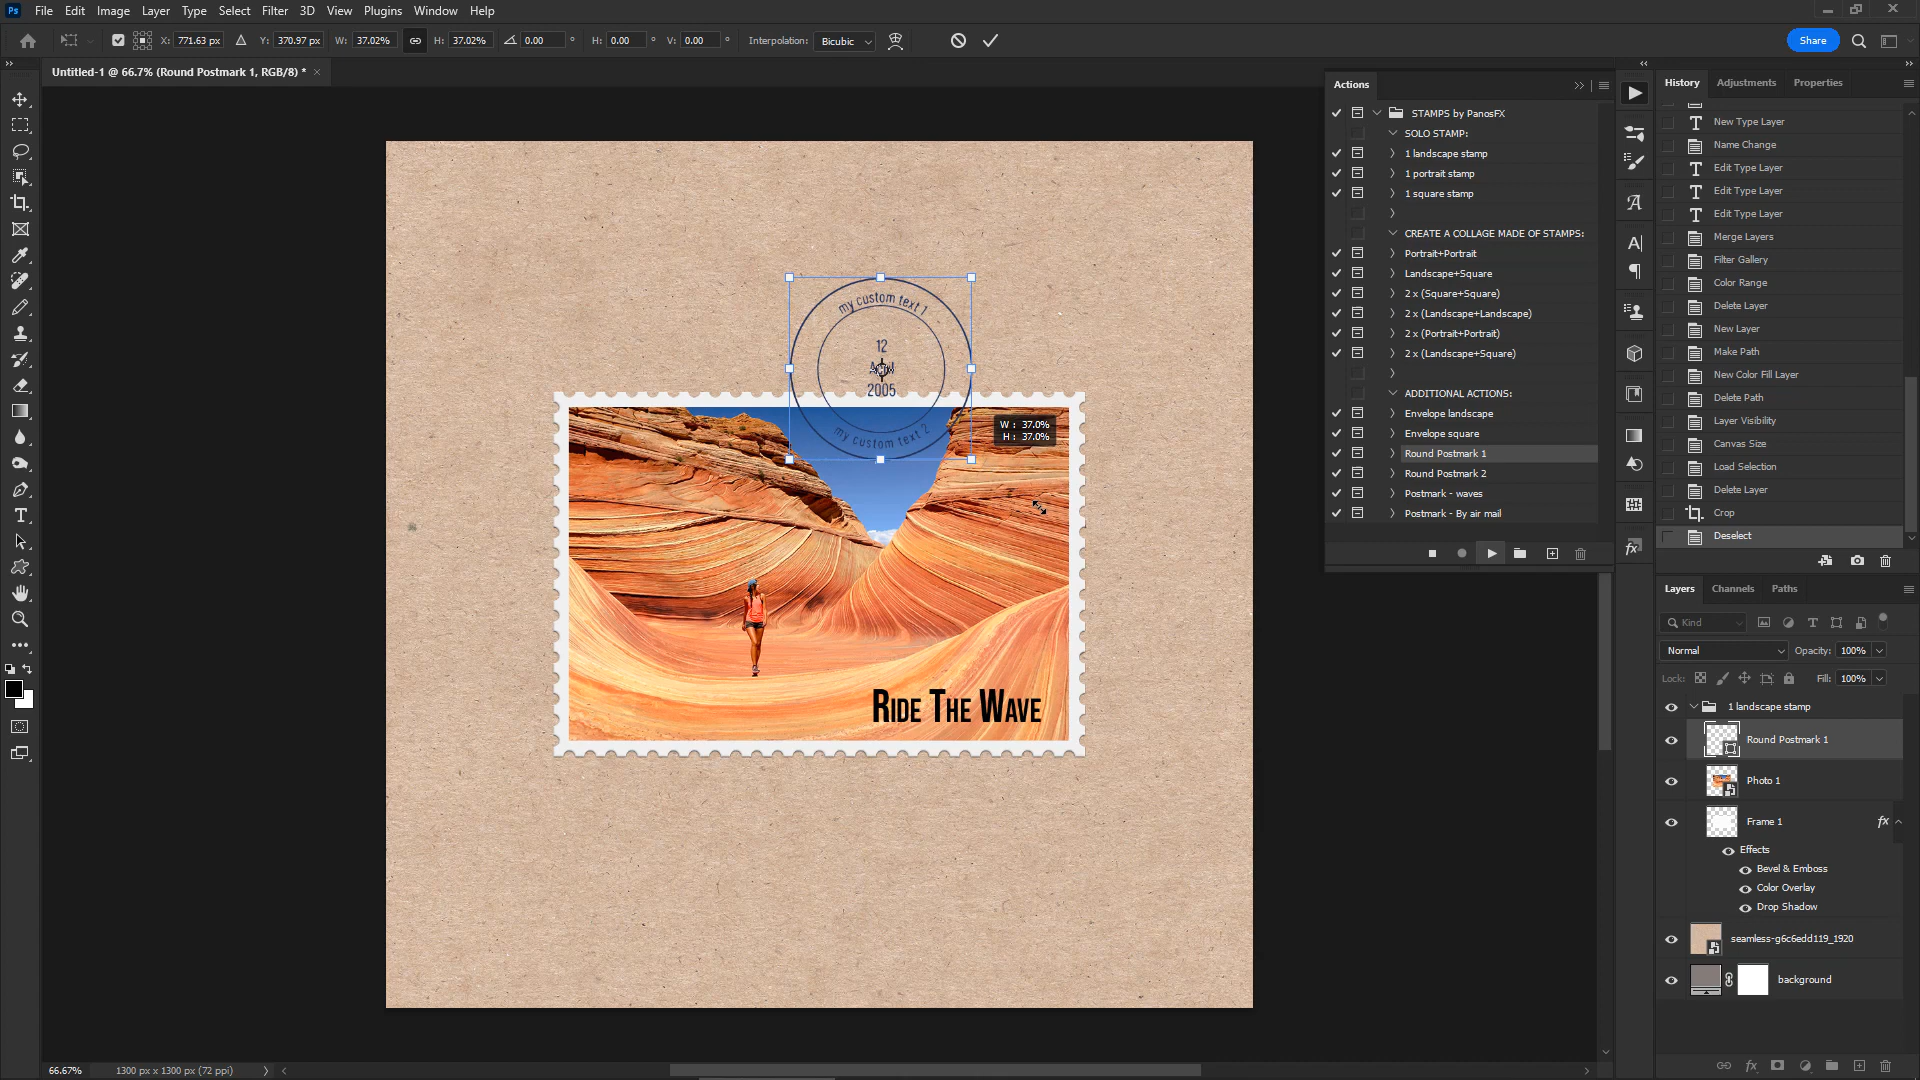 Ps File Edit Image Layer Type Select Filter 3D View Plugins Window Help
X: 771.63 px Y: 370.97 px W: 37.02% H: 37.02% 0.00 ° H: 0.00 ° V: 0.00 ° Interpolation: Bicubic Share
Untitled-1 @ 66.7% (Round Postmark 1, RGB/8) * ×
Actions
STAMPS by PanosFX
SOLO STAMP:
1 landscape stamp
1 portrait stamp
1 square stamp
CREATE A COLLAGE MADE OF STAMPS:
Portrait+Portrait
Landscape+Square
2 x (Square+Square)
2 x (Landscape+Landscape)
2 x (Portrait+Portrait)
2 x (Landscape+Square)
ADDITIONAL ACTIONS:
Envelope landscape
Envelope square
Round Postmark 1
Round Postmark 2
Postmark - waves
Postmark - By air mail
History Adjustments Properties
New Type Layer
Name Change
Edit Type Layer
Edit Type Layer
Edit Type Layer
Merge Layers
Filter Gallery
Color Range
Delete Layer
New Layer
Make Path
New Color Fill Layer
Delete Path
Layer Visibility
Canvas Size
Load Selection
Delete Layer
Crop
Deselect
my custom text 1
12
2005
my custom text 2
W : 37.0%
H : 37.0%
Ride The Wave
Layers Channels Paths
Kind
Normal Opacity: 100%
Lock: Fill: 100%
1 landscape stamp
Round Postmark 1
Photo 1
Frame 1 fx
Effects
Bevel & Emboss
Color Overlay
Drop Shadow
seamless-g6c6edd119_1920
background
66.67% 1300 px x 1300 px (72 ppi)